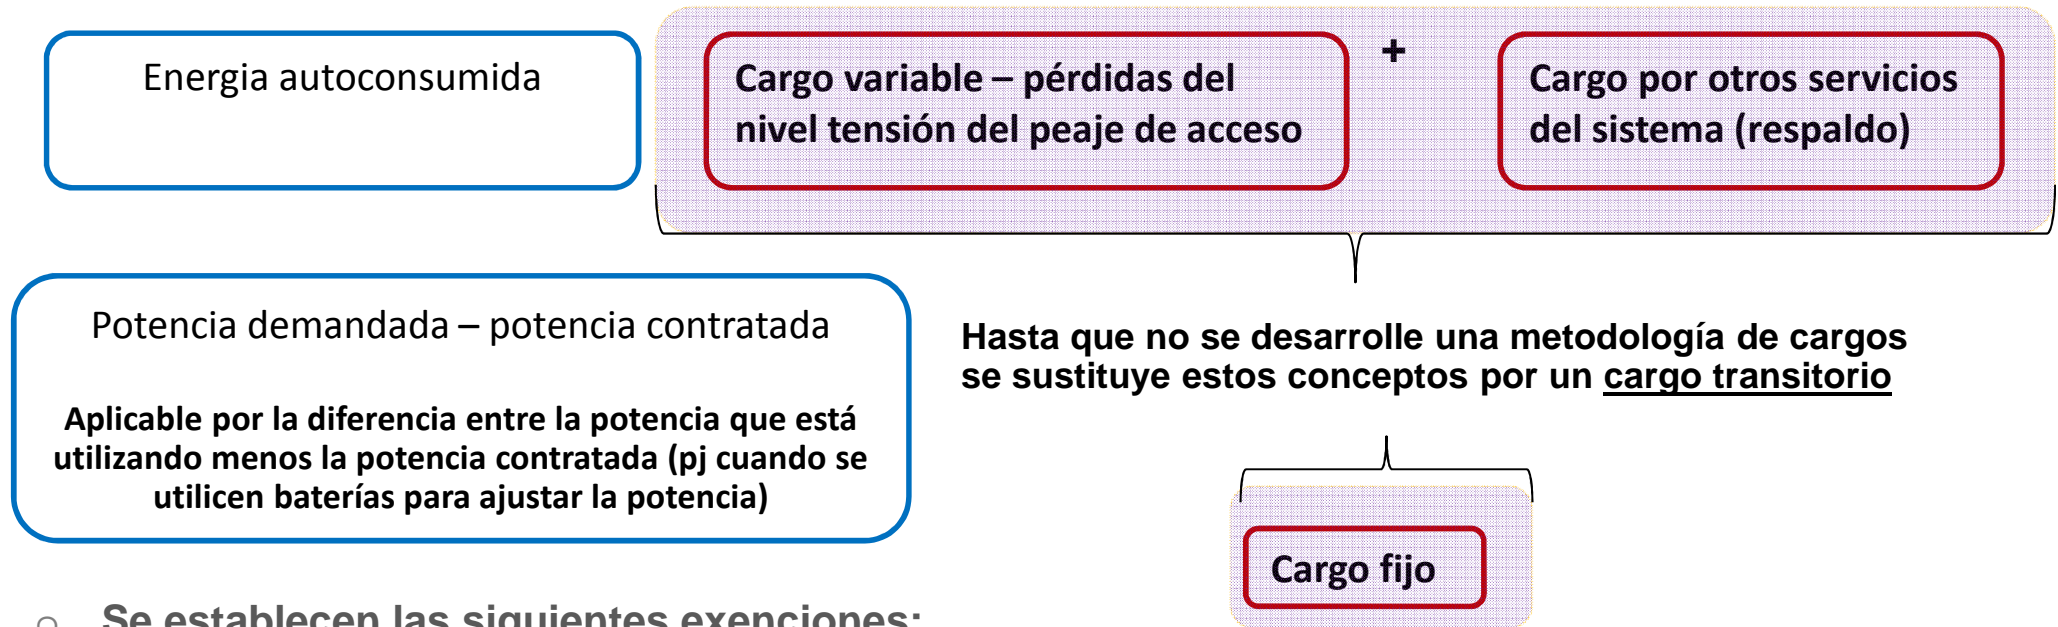 Energia autoconsumida
Cargo variable – pérdidas del
nivel tensión del peaje de acceso
+
Cargo por otros servicios
del sistema (respaldo)
Potencia demandada – potencia contratada
Aplicable por la diferencia entre la potencia que está
utilizando menos la potencia contratada (pj cuando se
utilicen baterías para ajustar la potencia)
Hasta que no se desarrolle una metodología de cargos
se sustituye estos conceptos por un cargo transitorio
Cargo fijo
○ Se establecen las siguientes exenciones: